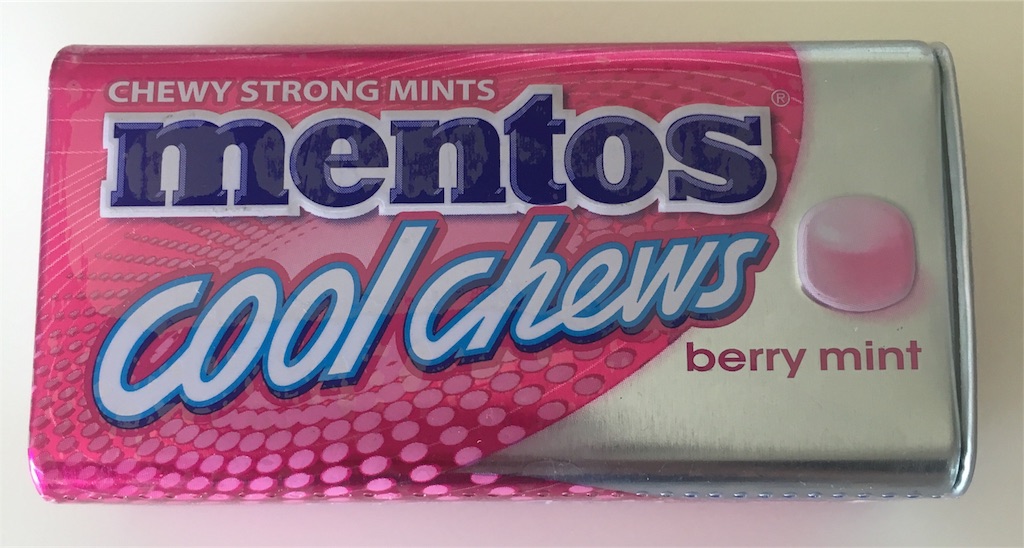 CHEWY STRONG MINTS
mentos®
cool chews
berry mint